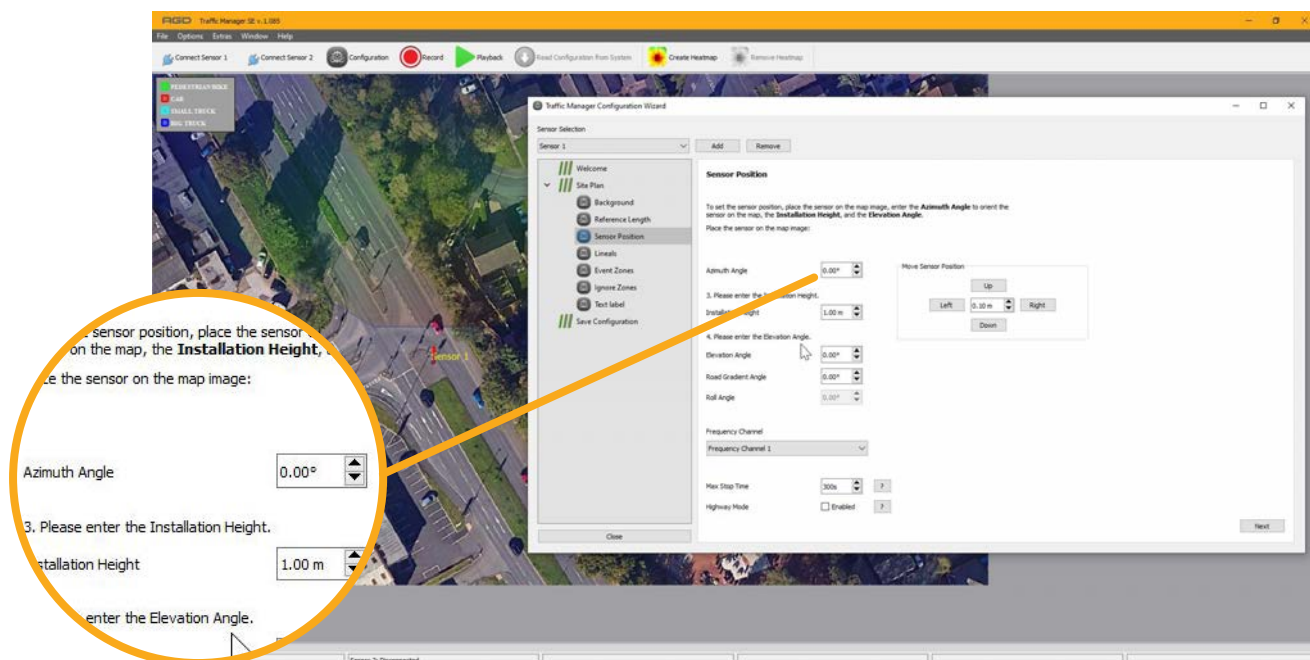 AGD Traffic Manager SE v.1.085
File Options Extras Window Help
Connect Sensor 1 Connect Sensor 2 Configuration Record Playback Read Configuration from System Create Heatmap Remove Heatmap
PEDESTRIAN/BIKE
CAR
SMALL TRUCK
BIG TRUCK
Sensor 1
Traffic Manager Configuration Wizard
Sensor Selection
Sensor 1 Add Remove
Welcome
Site Plan
Background
Reference Length
Sensor Position
Lineals
Event Zones
Ignore Zones
Text label
Save Configuration
Close
Sensor Position
To set the sensor position, place the sensor on the map image, enter the Azimuth Angle to orient the
sensor on the map, the Installation Height, and the Elevation Angle.
Place the sensor on the map image:
Azimuth Angle 0.00°
3. Please enter the Installation Height.
Installation Height 1.00 m
4. Please enter the Elevation Angle.
Elevation Angle 0.00°
Road Gradient Angle 0.00°
Roll Angle 0.00°
Move Sensor Position
Up
Left 0.10 m Right
Down
Frequency Channel
Frequency Channel 1
Max Stop Time 300s ?
Highway Mode Enabled ?
Next
sensor position, place the sensor
on the map, the Installation Height,
the sensor on the map image:
Azimuth Angle 0.00°
3. Please enter the Installation Height.
stallation Height 1.00 m
enter the Elevation Angle.
Sensor 2: Disconnected